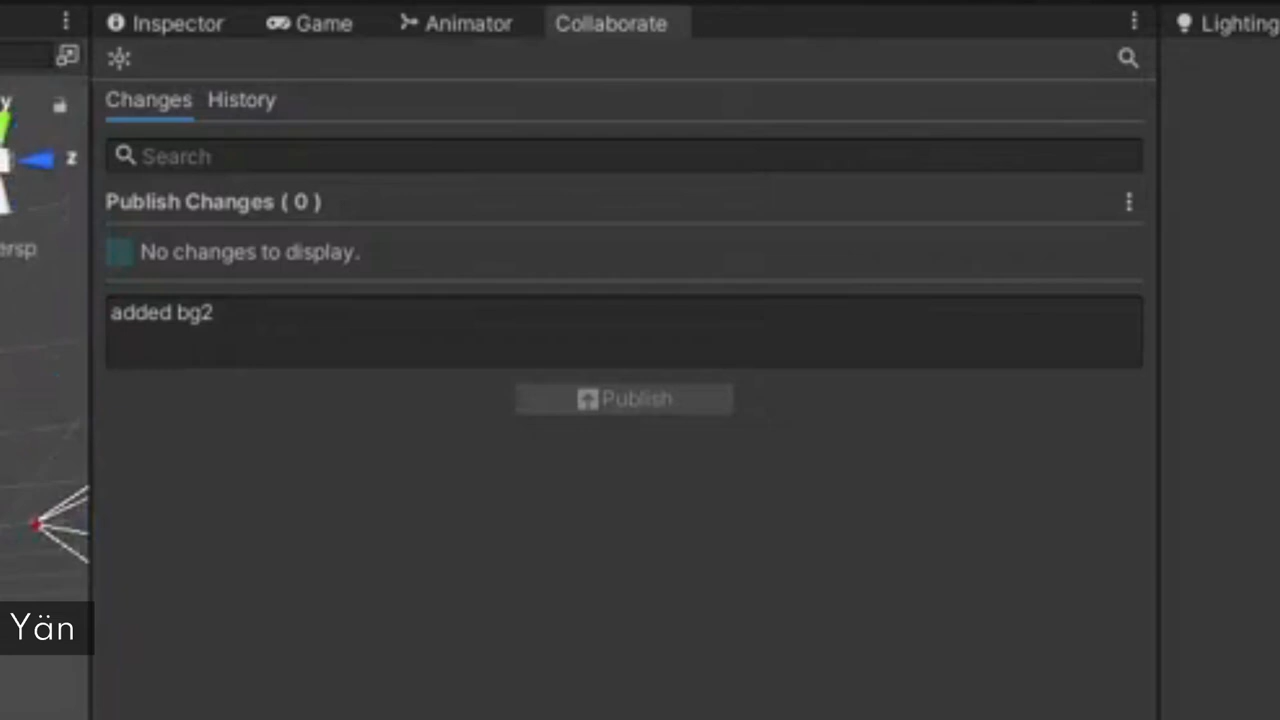 Inspector Game Animator Collaborate Lighting
y
Changes History
z
Search
Publish Changes ( 0 )
ersp
No changes to display.
added bg2
Publish
Yän